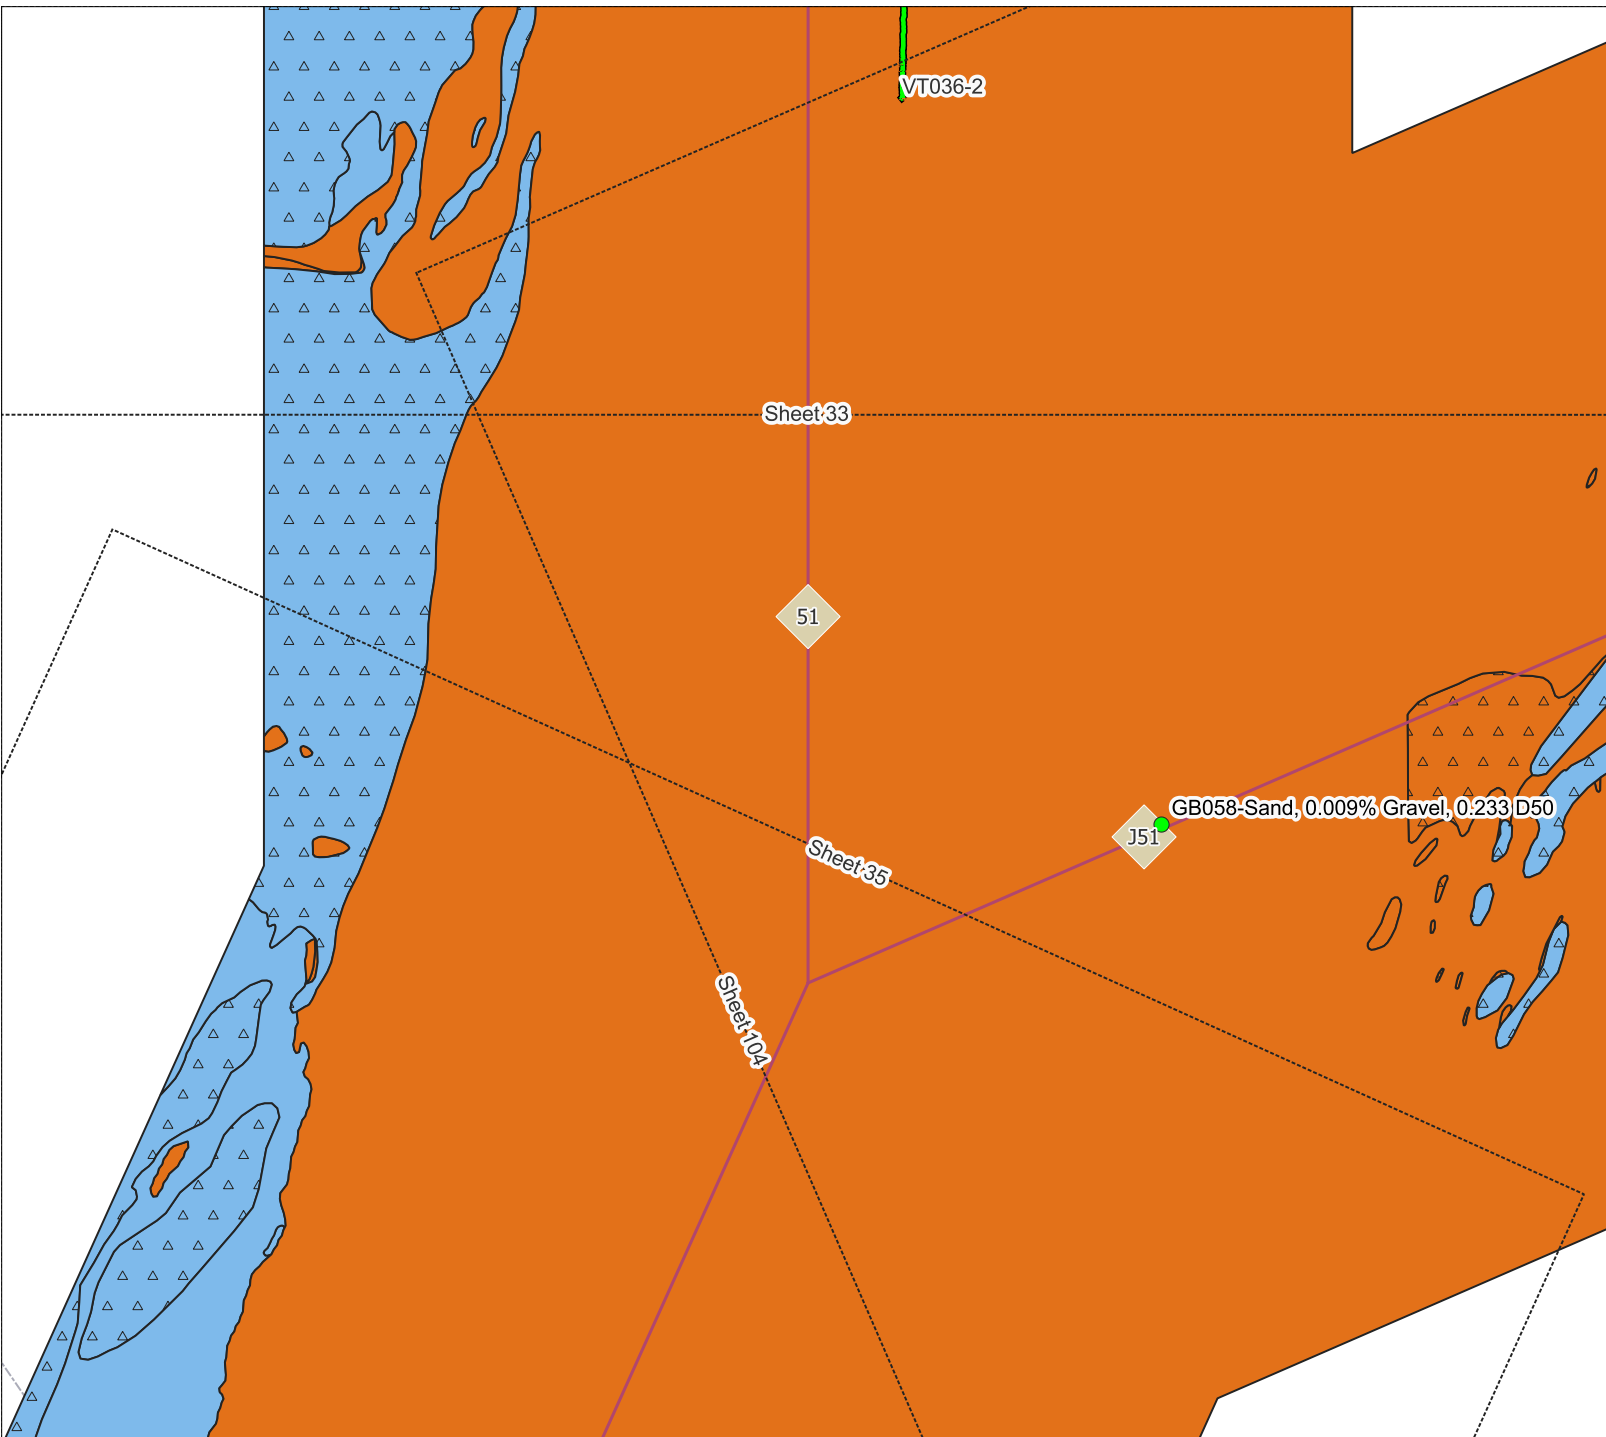 VT036-2
Sheet 33
51
GB058-Sand, 0.009% Gravel, 0.233 D50
J51
Sheet 35
Sheet 104